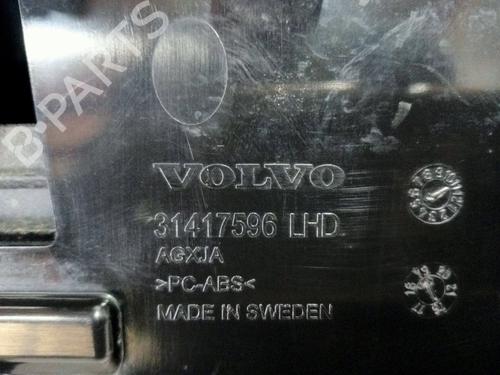 B-PARTS
VOLVO
31417596 LHD
AGXJA
>PC-ABS<
MADE IN SWEDEN